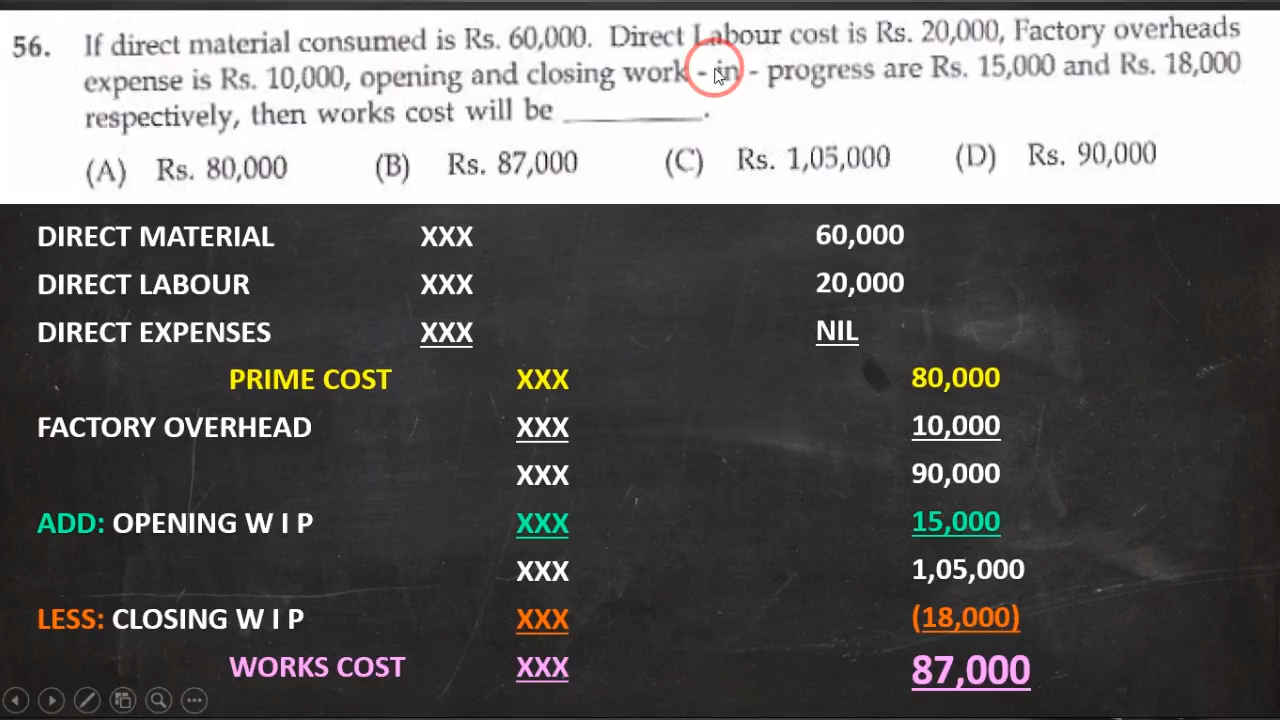 56. If direct material consumed is Rs. 60,000. Direct Labour cost is Rs. 20,000, Factory overheads
expense is Rs. 10,000, opening and closing work - in - progress are Rs. 15,000 and Rs. 18,000
respectively, then works cost will be __________.
(A) Rs. 80,000 (B) Rs. 87,000 (C) Rs. 1,05,000 (D) Rs. 90,000
DIRECT MATERIAL XXX 60,000
DIRECT LABOUR XXX 20,000
DIRECT EXPENSES XXX NIL
PRIME COST XXX 80,000
FACTORY OVERHEAD XXX 10,000
XXX 90,000
ADD: OPENING W I P XXX 15,000
XXX 1,05,000
LESS: CLOSING W I P XXX (18,000)
WORKS COST XXX 87,000